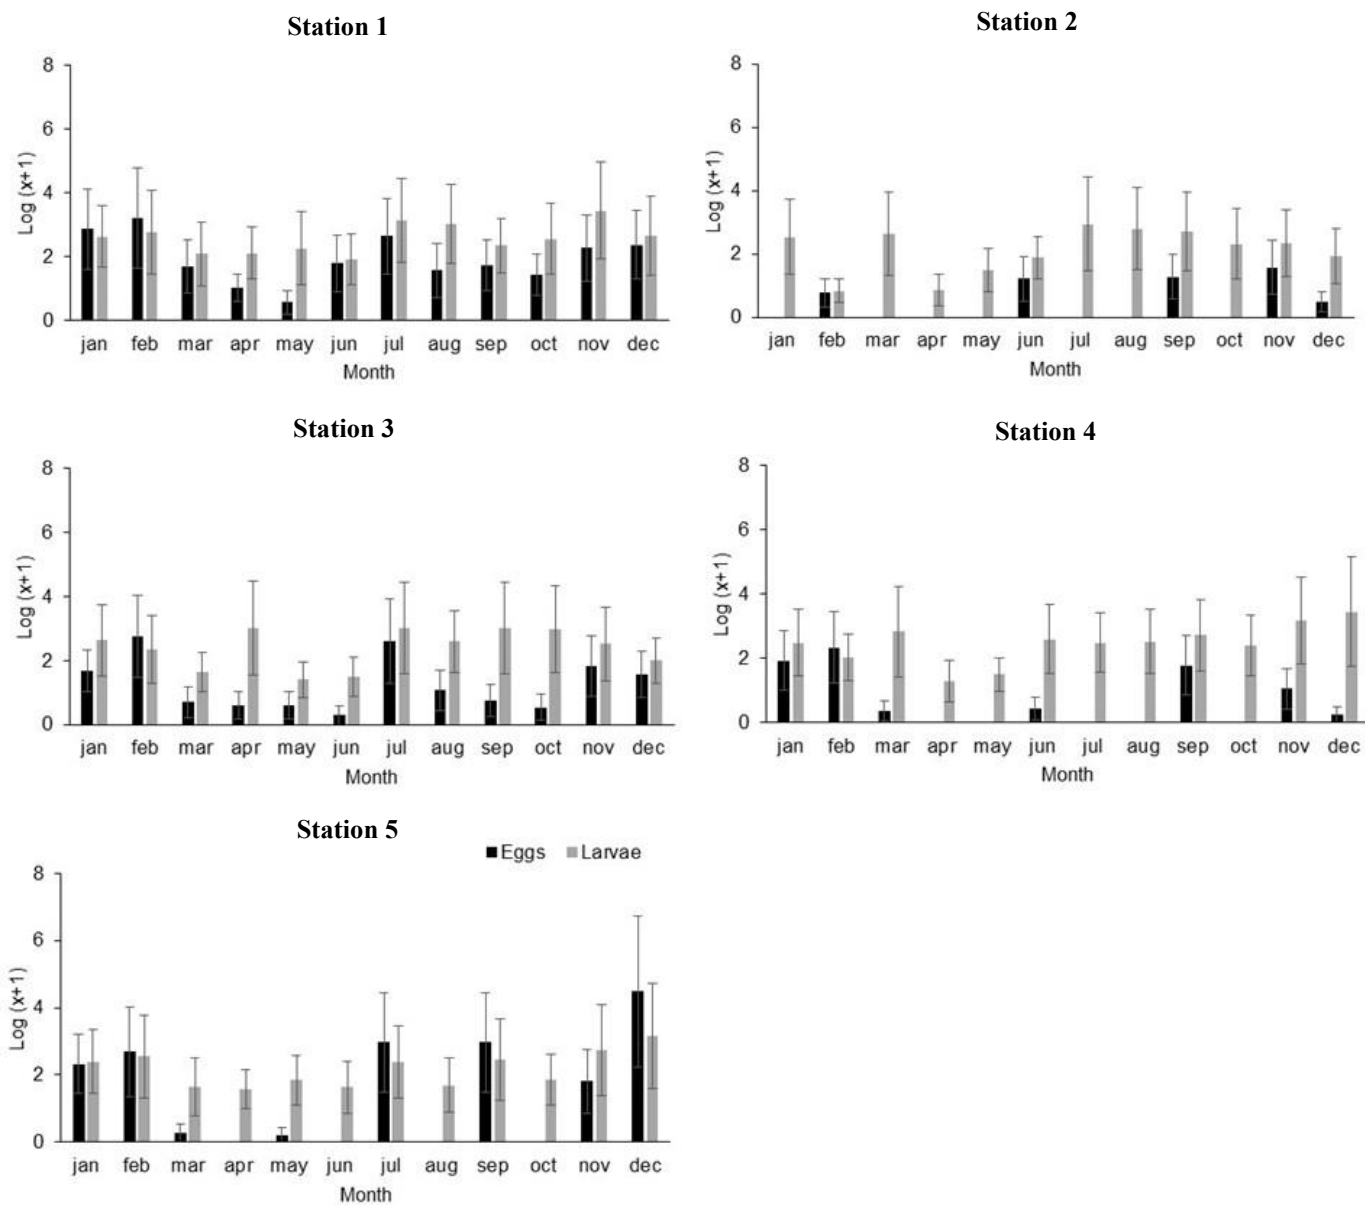 Station 1
8
6
4
2
0
Log (x+1)
jan feb mar apr may jun jul aug sep oct nov dec
Month
Station 2
8
6
4
2
0
Log (x+1)
jan feb mar apr may jun jul aug sep oct nov dec
Month
Station 3
8
6
4
2
0
Log (x+1)
jan feb mar apr may jun jul aug sep oct nov dec
Month
Station 4
8
6
4
2
0
Log (x+1)
jan feb mar apr may jun jul aug sep oct nov dec
Month
Station 5
Eggs Larvae
8
6
4
2
0
Log (x+1)
jan feb mar apr may jun jul aug sep oct nov dec
Month